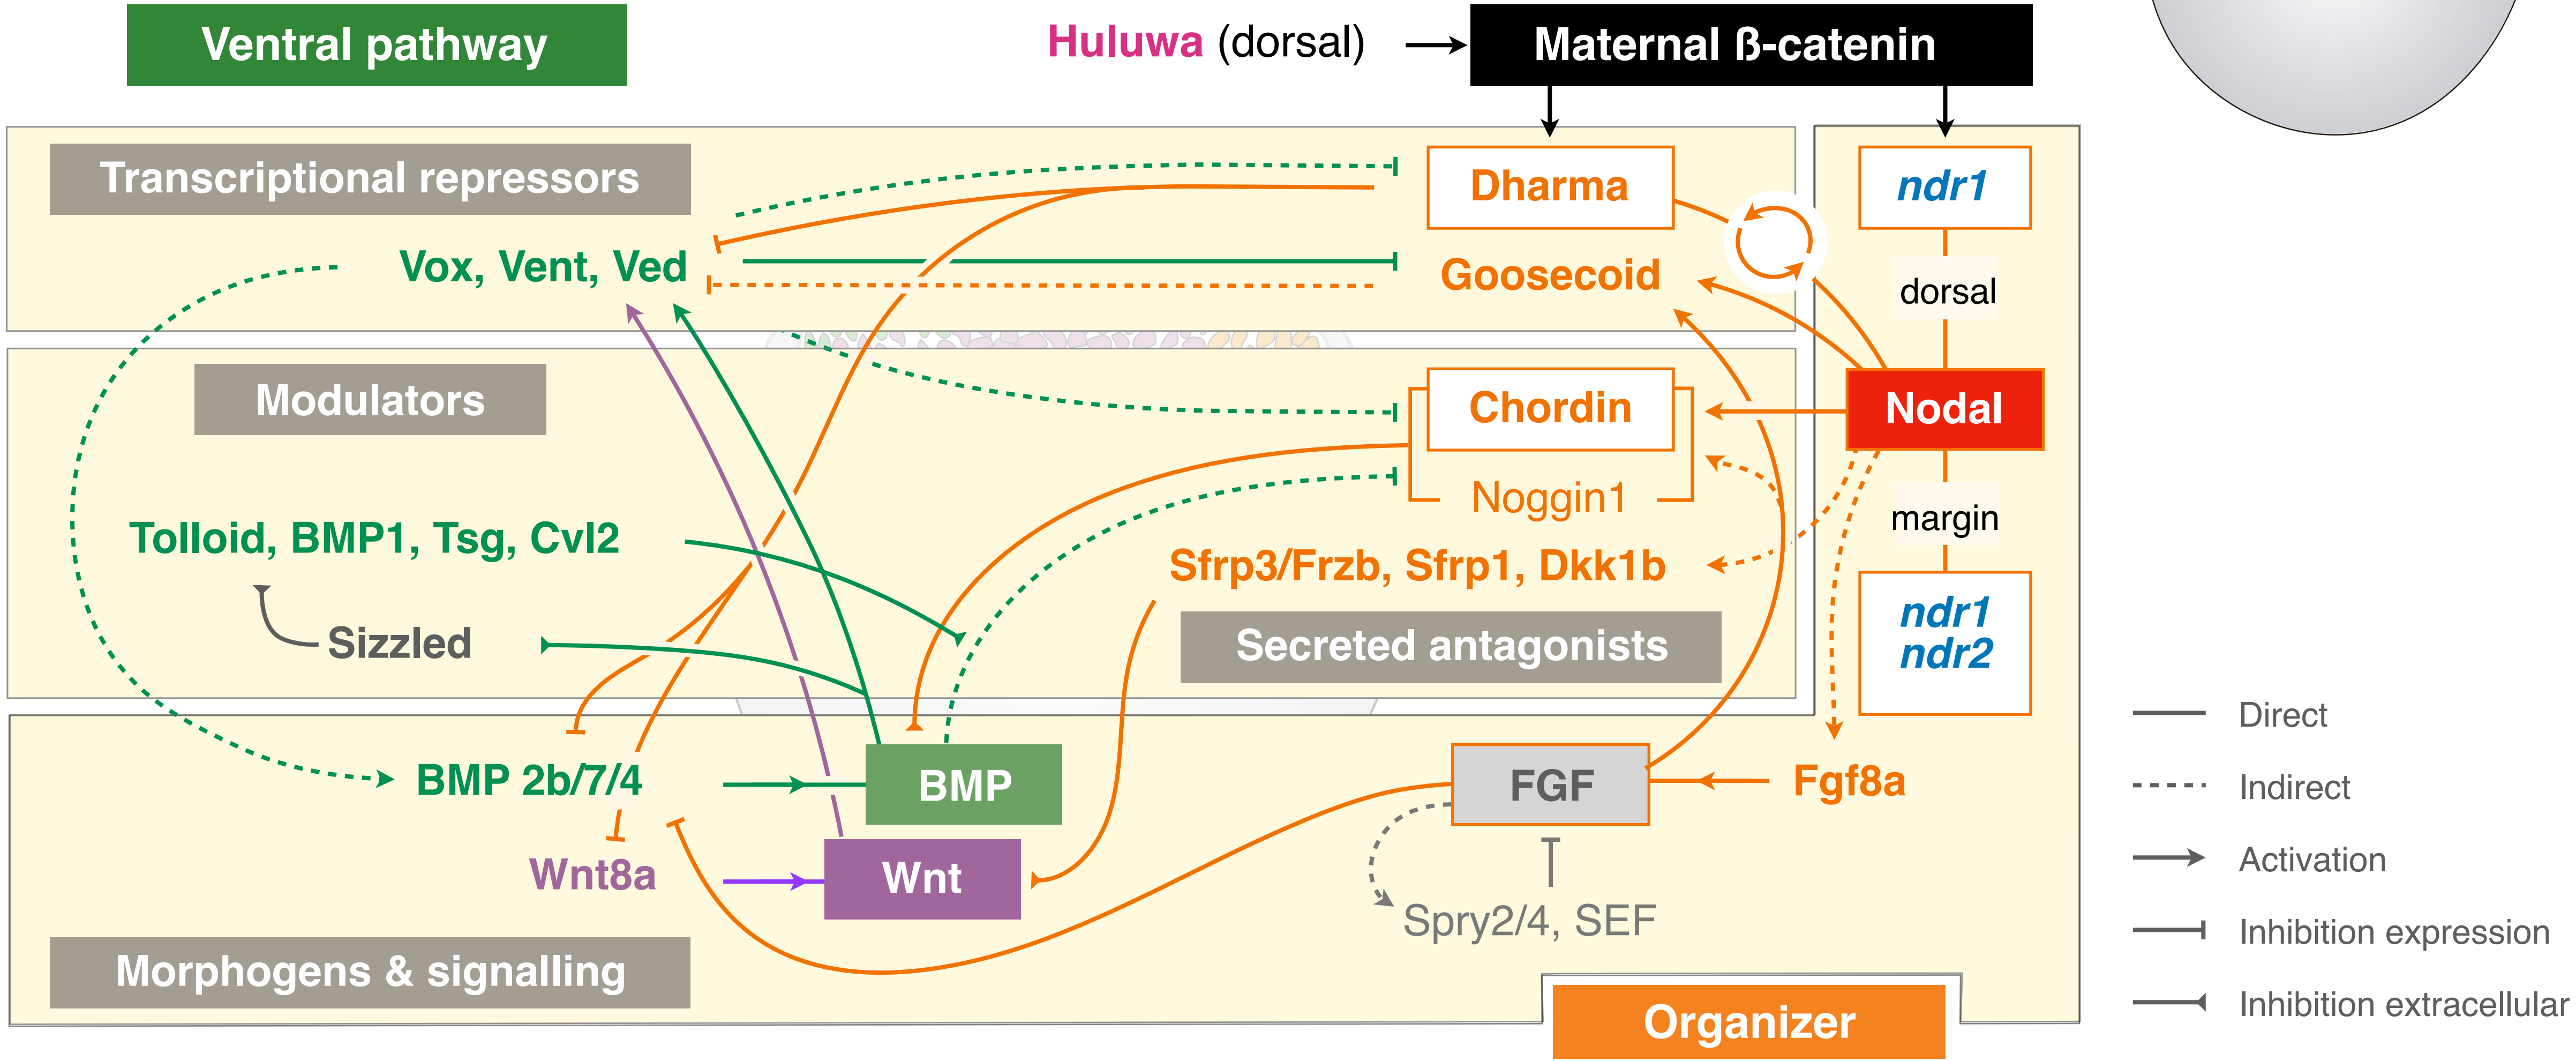 Ventral pathway
Huluwa (dorsal)
Maternal ß-catenin
Transcriptional repressors
Dharma
ndr1
Vox, Vent, Ved
Goosecoid
dorsal
Modulators
Chordin
Nodal
Noggin1
margin
Tolloid, BMP1, Tsg, Cvl2
Sfrp3/Frzb, Sfrp1, Dkk1b
ndr1
ndr2
Sizzled
Secreted antagonists
BMP 2b/7/4
BMP
FGF
Fgf8a
Wnt8a
Wnt
Spry2/4, SEF
Morphogens & signalling
Organizer
Direct
Indirect
Activation
Inhibition expression
Inhibition extracellular